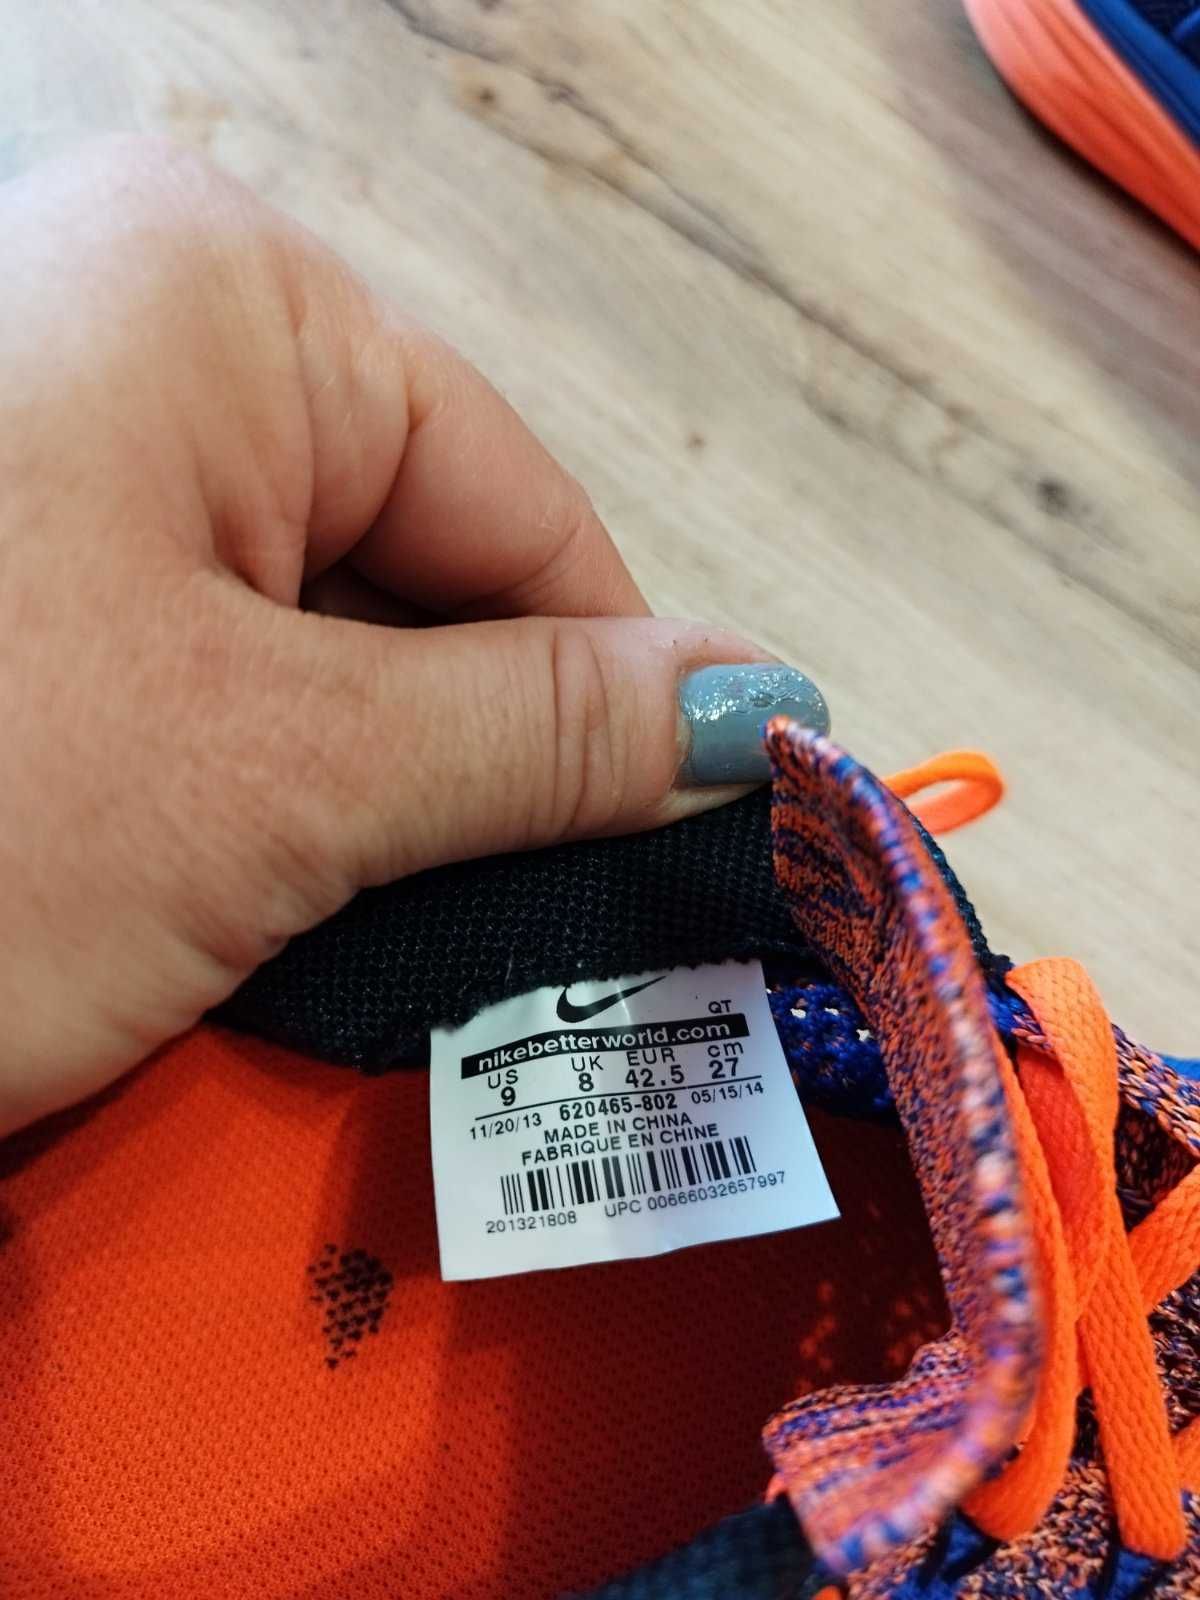 QT
nikebetterworld.com
US UK EUR cm
9 8 42.5 27
11/20/13 620465-802 05/15/14
MADE IN CHINA
FABRIQUE EN CHINE
201321808 UPC 00666032657997